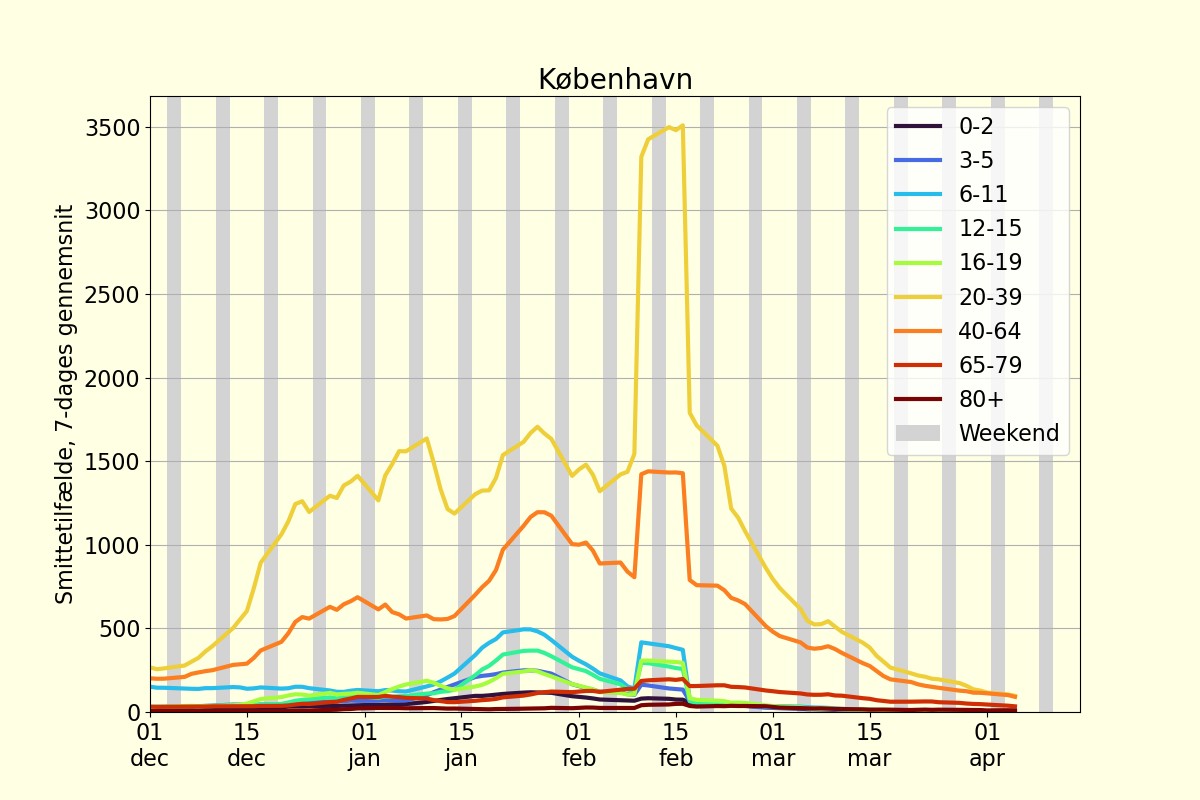 København
Smittetilfælde, 7-dages gennemsnit
3500
3000
2500
2000
1500
1000
500
0
01 dec
15 dec
01 jan
15 jan
01 feb
15 feb
01 mar
15 mar
01 apr
0-2
3-5
6-11
12-15
16-19
20-39
40-64
65-79
80+
Weekend